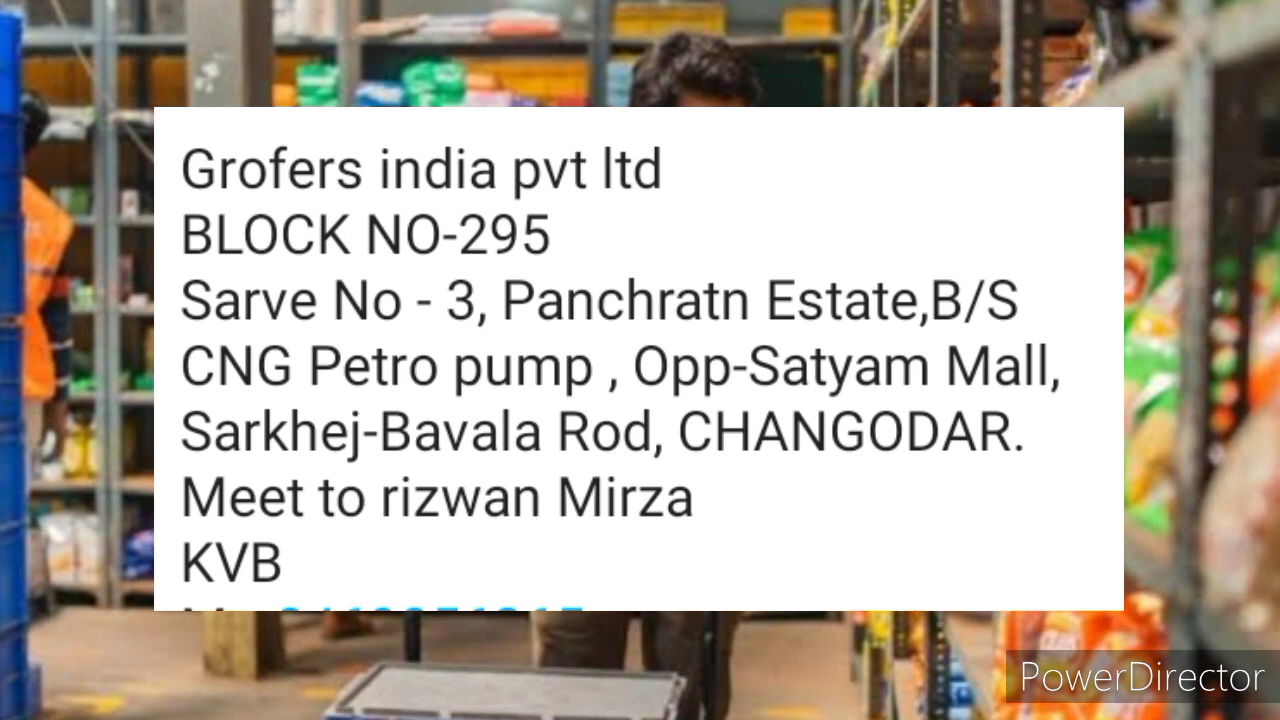 Grofers india pvt ltd
BLOCK NO-295
Sarve No - 3, Panchratn Estate,B/S
CNG Petro pump , Opp-Satyam Mall,
Sarkhej-Bavala Rod, CHANGODAR.
Meet to rizwan Mirza
KVB
PowerDirector